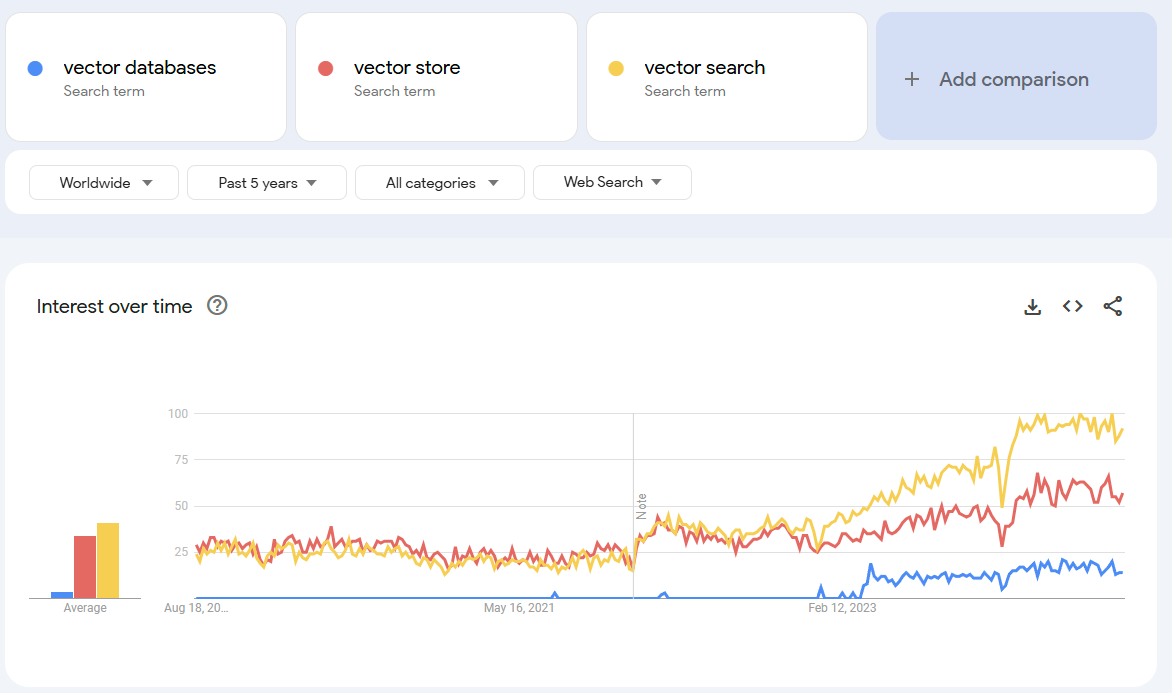 vector databases
Search term
vector store
Search term
vector search
Search term
+ Add comparison
Worldwide
Past 5 years
All categories
Web Search
Interest over time
?
100
75
50
25
Note
Average
Aug 18, 20...
May 16, 2021
Feb 12, 2023